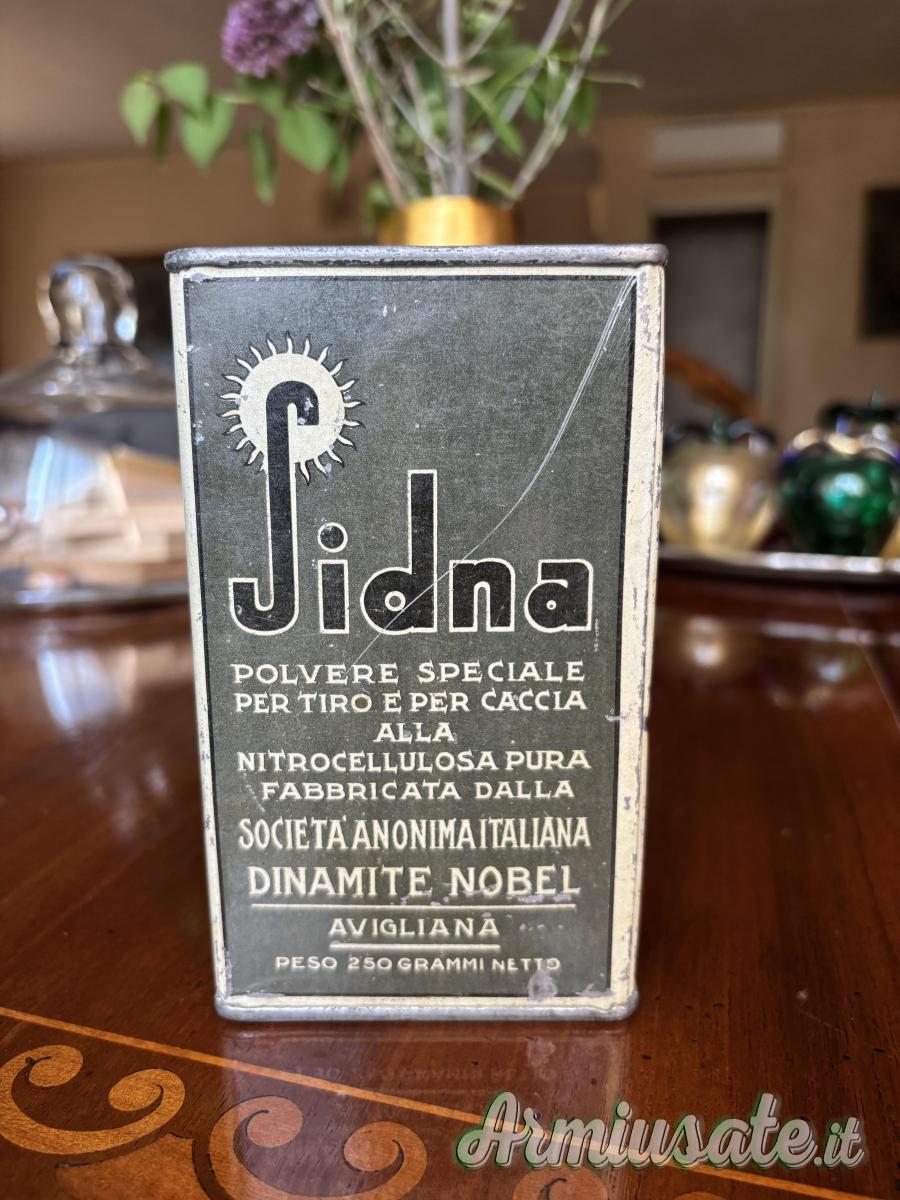 Sidna
POLVERE SPECIALE
PER TIRO E PER CACCIA
ALLA
NITROCELLULOSA PURA
FABBRICATA DALLA
SOCIETA' ANONIMA ITALIANA
DINAMITE NOBEL
AVIGLIANA
PESO 250 GRAMMI NETTO
Armiusate.it